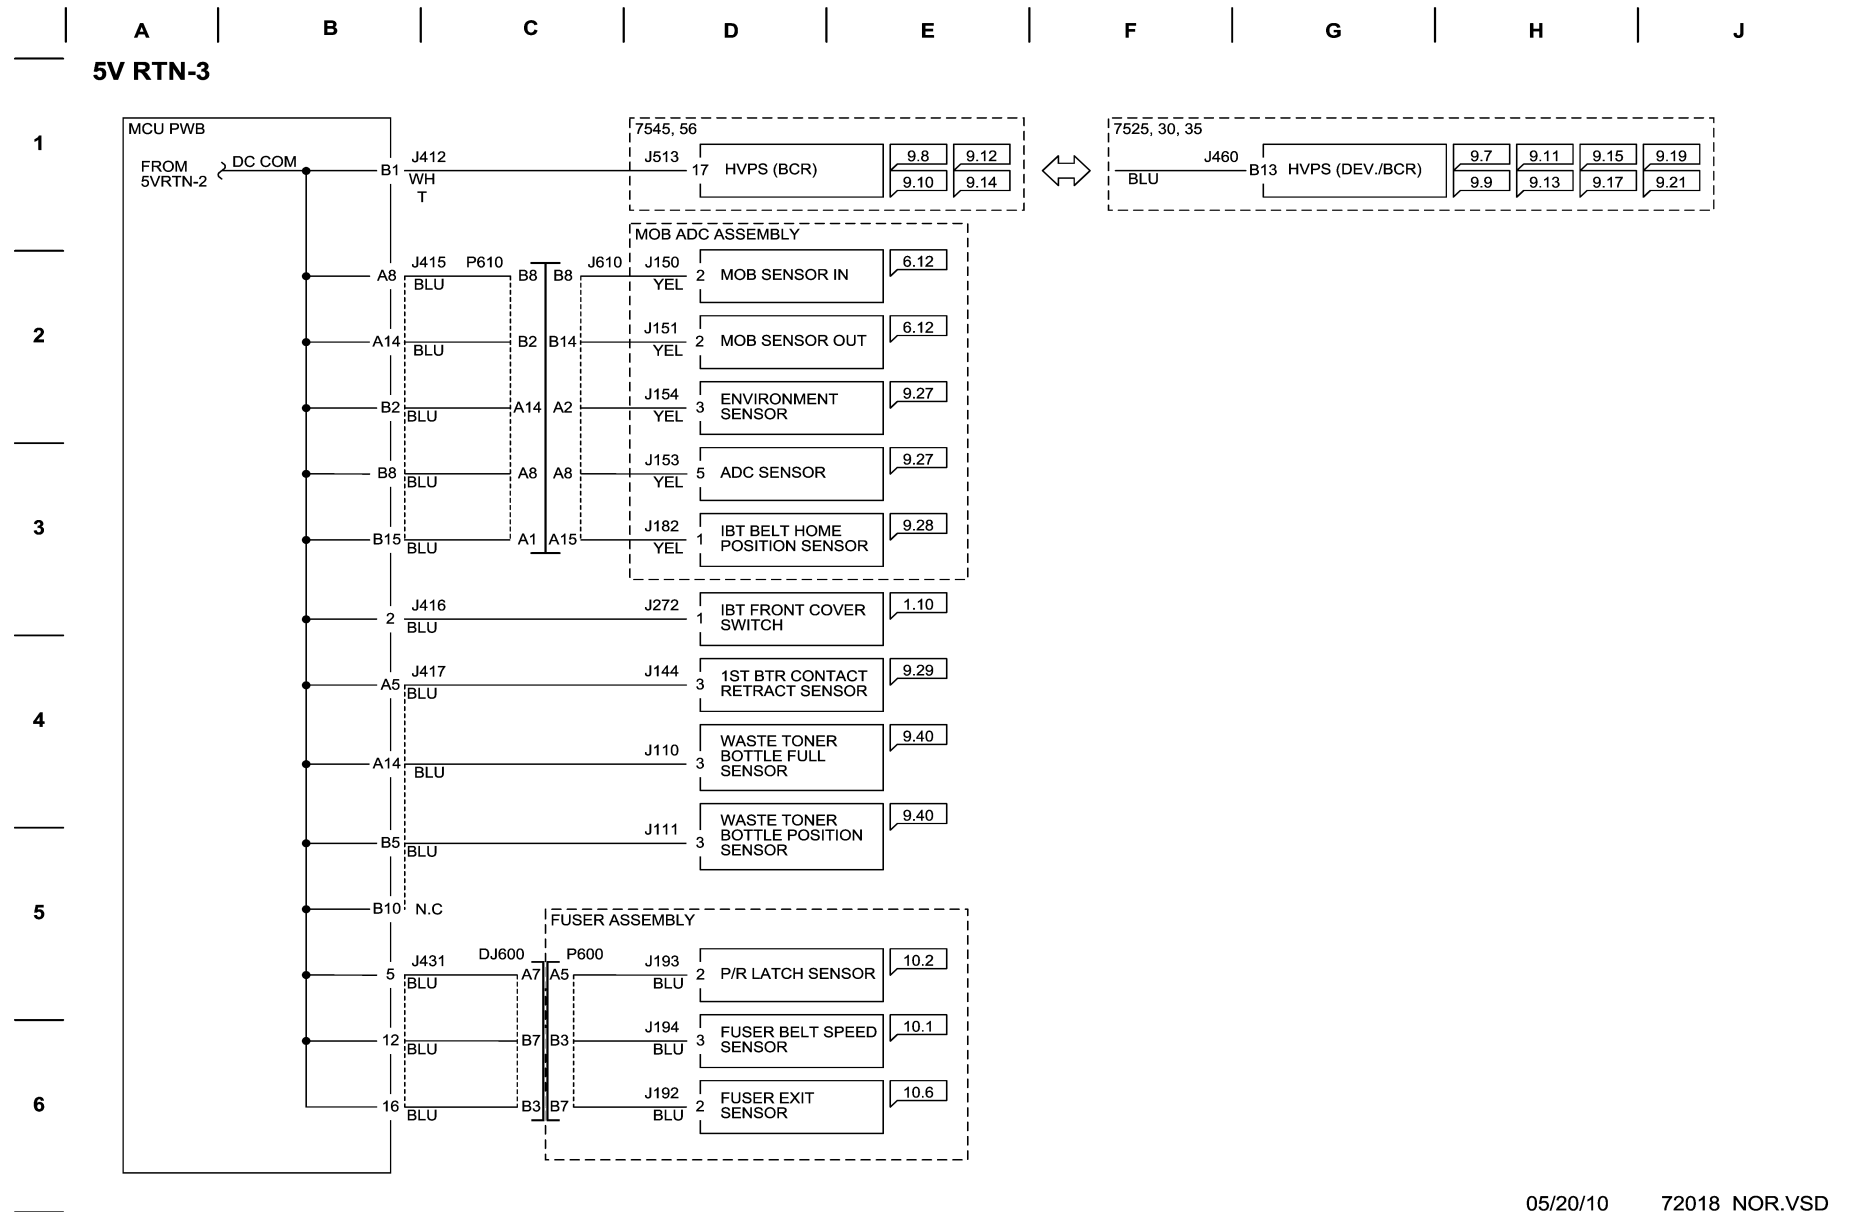 A B C D E F G H J
5V RTN-3
1
MCU PWB
7545, 56
7525, 30, 35
FROM
5VRTN-2
DC COM
B1
J412
WH
T
J513
17
HVPS (BCR)
9.8 9.12
9.10 9.14
BLU
J460
B13
HVPS (DEV./BCR)
9.7 9.11 9.15 9.19
9.9 9.13 9.17 9.21
MOB ADC ASSEMBLY
A8 J415 BLU P610 B8 B8 J610 J150 YEL 2 MOB SENSOR IN 6.12
2
A14 BLU B2 B14 J151 YEL 2 MOB SENSOR OUT 6.12
B2 BLU A14 A2 J154 YEL 3 ENVIRONMENT
SENSOR
9.27
B8 BLU A8 A8 J153 YEL 5 ADC SENSOR 9.27
3
B15 BLU A1 A15 J182 YEL 1 IBT BELT HOME
POSITION SENSOR
9.28
2 J416 BLU J272 1 IBT FRONT COVER
SWITCH
1.10
A5 J417 BLU J144 3 1ST BTR CONTACT
RETRACT SENSOR
9.29
4
A14 BLU J110 3 WASTE TONER
BOTTLE FULL
SENSOR
9.40
B5 BLU J111 3 WASTE TONER
BOTTLE POSITION
SENSOR
9.40
5
B10 N.C
FUSER ASSEMBLY
5 J431 BLU DJ600 A7 A5 P600 J193 BLU 2 P/R LATCH SENSOR 10.2
12 BLU B7 B3 J194 BLU 3 FUSER BELT SPEED
SENSOR
10.1
6
16 BLU B3 B7 J192 BLU 2 FUSER EXIT
SENSOR
10.6
05/20/10 72018 NOR.VSD